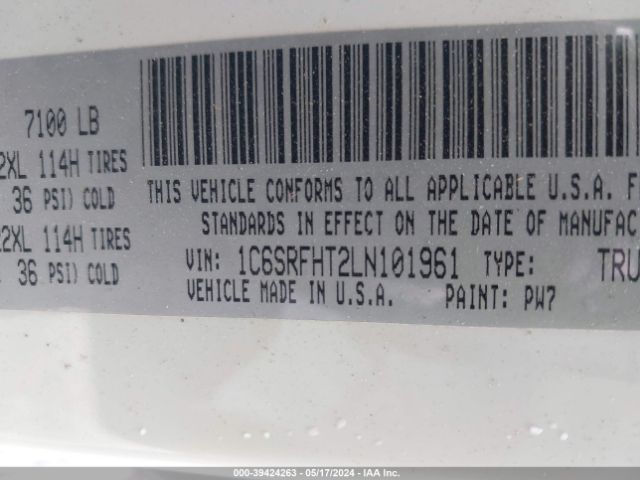 7100 LB
2XL 114H TIRES
36 PSI) COLD
22XL 114H TIRES
36 PSI) COLD
THIS VEHICLE CONFORMS TO ALL APPLICABLE U.S.A. F
STANDARDS IN EFFECT ON THE DATE OF MANUFAC
VIN: 1C6SRFHT2LN101961 TYPE: TRU
VEHICLE MADE IN U.S.A. PAINT: PW7
000-39424263 - 05/17/2024 - IAA Inc.